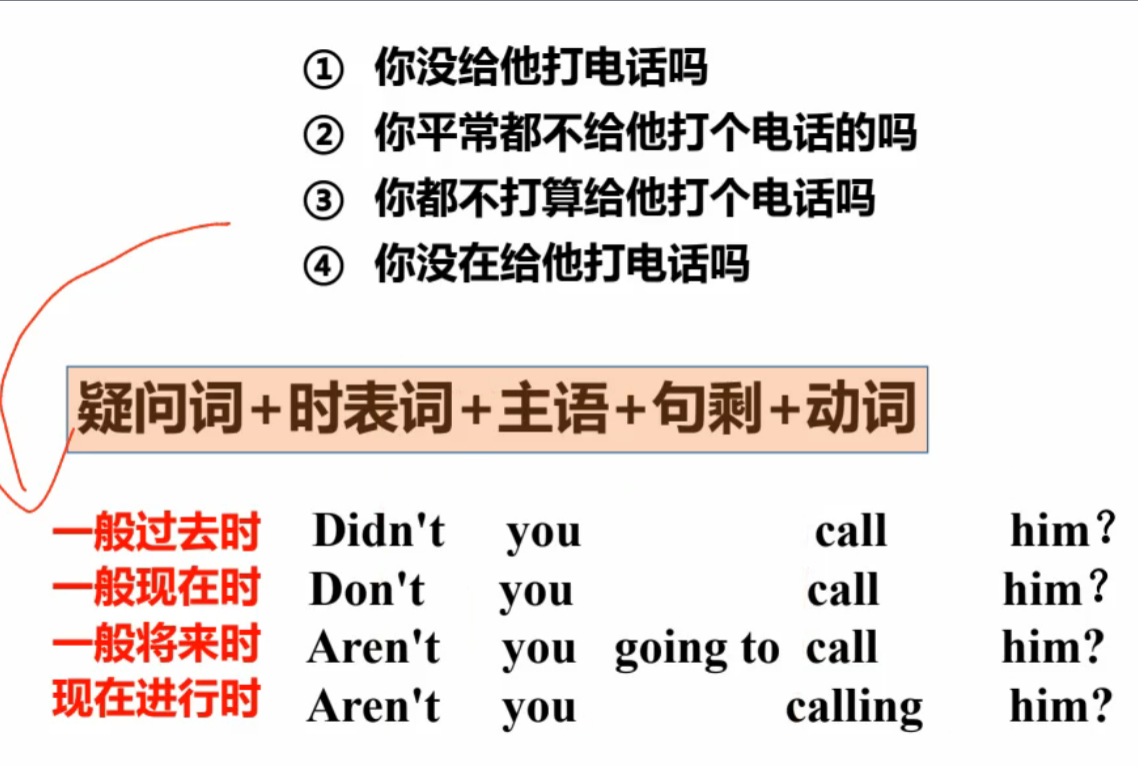 ① 你没给他打电话吗
② 你平常都不给他打个电话的吗
③ 你都不打算给他打个电话吗
④ 你没在给他打电话吗
疑问词+时表词+主语+句剩+动词
一般过去时 Didn't you call him？
一般现在时 Don't you call him？
一般将来时 Aren't you going to call him?
现在进行时 Aren't you calling him?